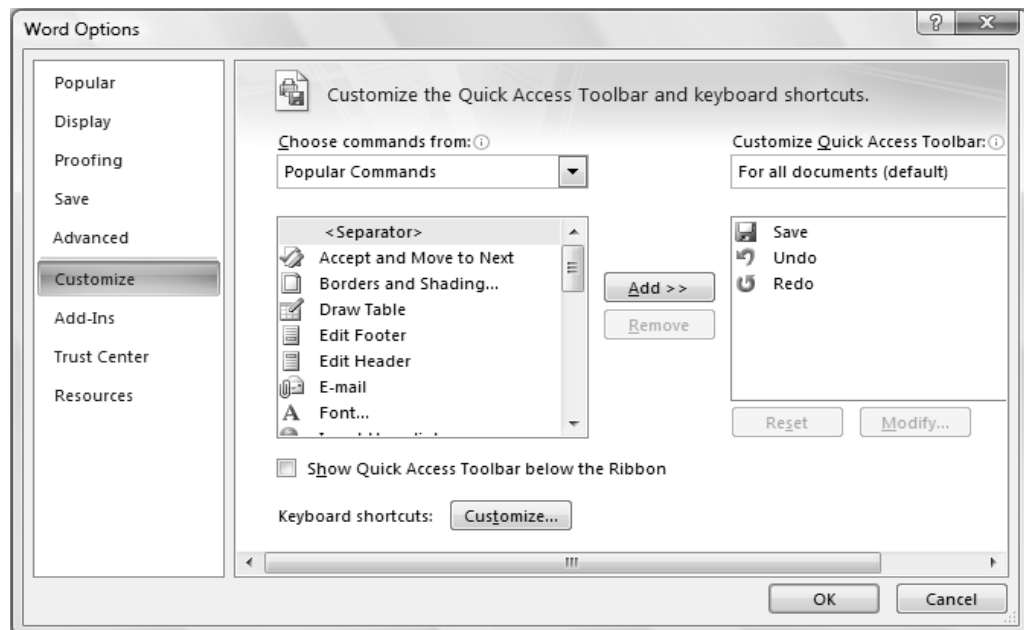 Word Options
Popular
Display
Proofing
Save
Advanced
Customize
Add-Ins
Trust Center
Resources
Customize the Quick Access Toolbar and keyboard shortcuts.
Choose commands from:
Customize Quick Access Toolbar:
Popular Commands
For all documents (default)
<Separator>
Accept and Move to Next
Borders and Shading...
Draw Table
Edit Footer
Edit Header
E-mail
Font...
Add >>
Remove
Save
Undo
Redo
Reset
Modify...
Show Quick Access Toolbar below the Ribbon
Keyboard shortcuts:
Customize...
OK
Cancel